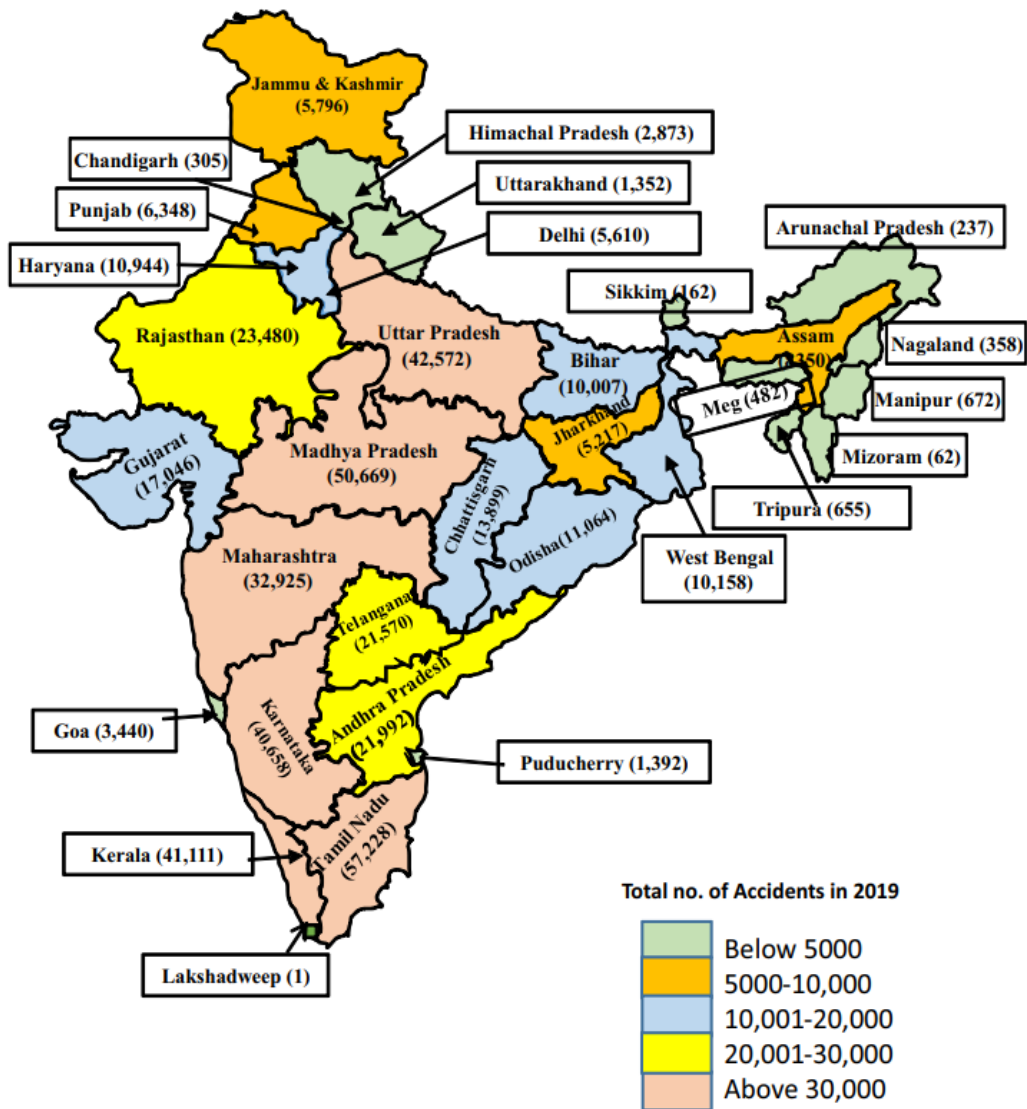 Jammu & Kashmir
(5,796)
Himachal Pradesh (2,873)
Chandigarh (305)
Uttarakhand (1,352)
Punjab (6,348)
Delhi (5,610)
Arunachal Pradesh (237)
Haryana (10,944)
Sikkim (162)
Rajasthan (23,480)
Uttar Pradesh
(42,572)
Assam
Nagaland (358)
Bihar
(10,007)
Meg (482)
Manipur (672)
Jharkhand
(5,217)
Gujarat
(17,046)
Madhya Pradesh
(50,669)
Mizoram (62)
Chhattisgarh
(13,899)
Tripura (655)
Odisha(11,064)
West Bengal
(10,158)
Maharashtra
(32,925)
Telangana
(21,570)
Andhra Pradesh
(21,992)
Karnataka
(40,658)
Goa (3,440)
Puducherry (1,392)
Tamil Nadu
(57,228)
Kerala (41,111)
Lakshadweep (1)
Total no. of Accidents in 2019
Below 5000
5000-10,000
10,001-20,000
20,001-30,000
Above 30,000